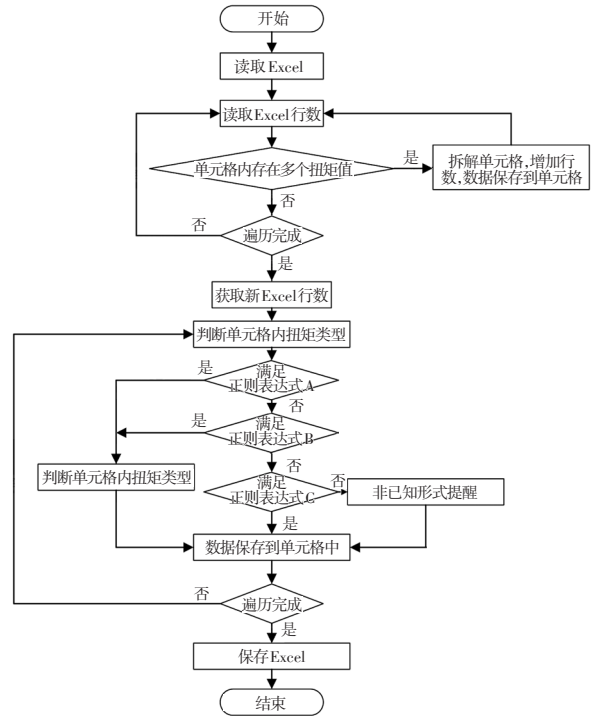 开始
读取Excel
读取Excel行数
单元格内存在多个扭矩值
是
拆解单元格,增加行
数,数据保存到单元格
否
否
遍历完成
是
获取新Excel行数
判断单元格内扭矩类型
是
满足
正则表达式A
否
是
满足
正则表达式B
否
判断单元格内扭矩类型
满足
正则表达式C
否
非已知形式提醒
是
数据保存到单元格中
否
遍历完成
是
保存Excel
结束